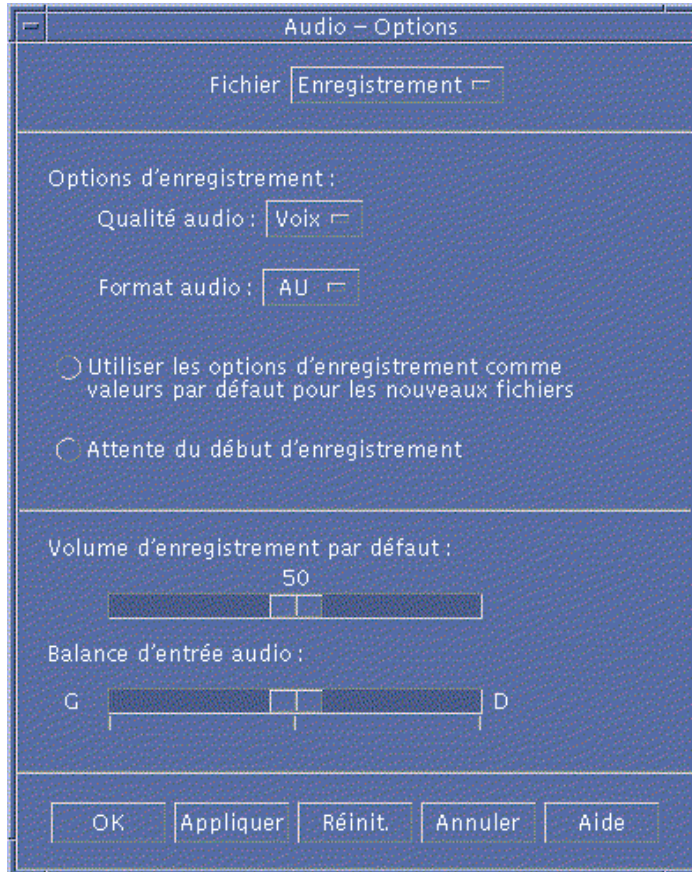 Audio – Options
Fichier Enregistrement
Options d'enregistrement :
Qualité audio : Voix
Format audio : AU
Utiliser les options d'enregistrement comme
valeurs par défaut pour les nouveaux fichiers
Attente du début d'enregistrement
Volume d'enregistrement par défaut :
50
Balance d'entrée audio :
G D
OK Appliquer Réinit. Annuler Aide